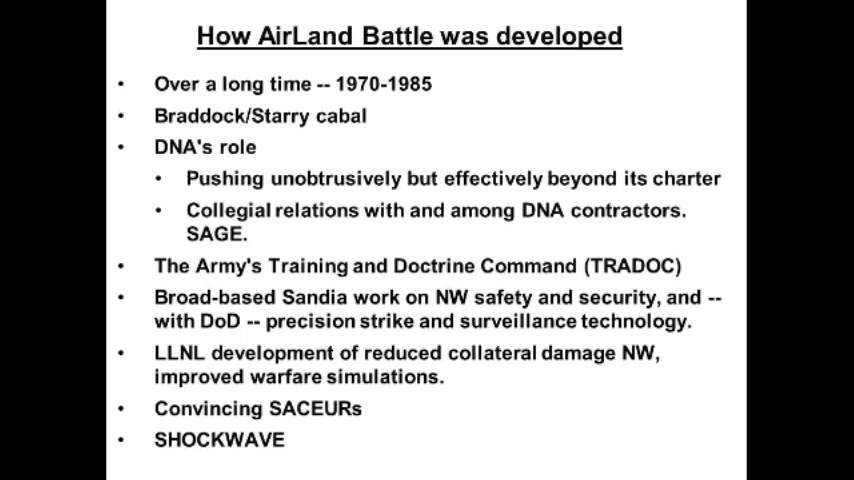 How AirLand Battle was developed
• Over a long time -- 1970-1985
• Braddock/Starry cabal
• DNA's role
• Pushing unobtrusively but effectively beyond its charter
• Collegial relations with and among DNA contractors.
SAGE.
• The Army's Training and Doctrine Command (TRADOC)
• Broad-based Sandia work on NW safety and security, and --
with DoD -- precision strike and surveillance technology.
• LLNL development of reduced collateral damage NW,
improved warfare simulations.
• Convincing SACEURs
• SHOCKWAVE